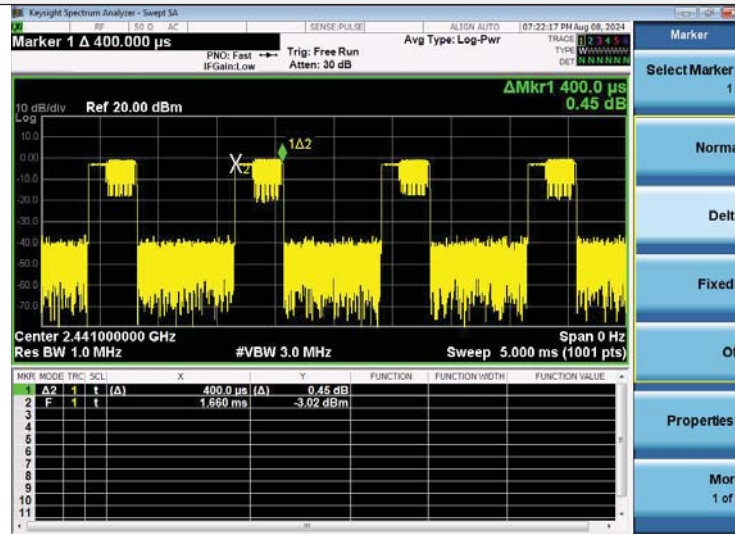 Keysight Spectrum Analyzer - Swept SA
RF 50 Ω AC SENSE:PULSE ALIGN AUTO 07:22:17 PM Aug 08, 2024
Marker 1 Δ 400.000 µs
PNO: Fast
IFGain:Low
Trig: Free Run
Atten: 30 dB
Avg Type: Log-Pwr
TRACE 1 2 3 4 5 6
TYPE WWWWWW
DET N N N N N N
ΔMkr1 400.0 µs
0.45 dB
10 dB/div Ref 20.00 dBm
Log
10.0
0.00
-10.0
-20.0
-30.0
-40.0
-50.0
-60.0
-70.0
X2
1Δ2
Center 2.441000000 GHz Span 0 Hz
Res BW 1.0 MHz #VBW 3.0 MHz Sweep 5.000 ms (1001 pts)
MKR MODE TRC SCL X Y FUNCTION FUNCTION WIDTH FUNCTION VALUE
1 Δ2 1 t (Δ) 400.0 µs (Δ) 0.45 dB
2 F 1 t 1.660 ms -3.02 dBm
3
4
5
6
7
8
9
10
11
Marker
Select Marker
1
Norma
Delt
Fixed
Of
Properties
Mor
1 of